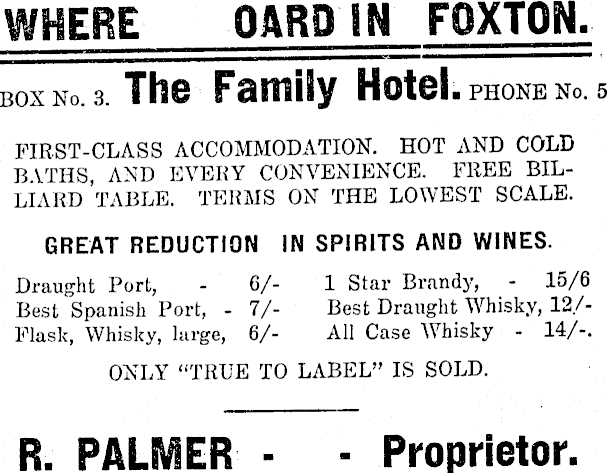 WHERE OARD IN FOXTON.
BOX No. 3. The Family Hotel. PHONE No. 5
FIRST-CLASS ACCOMMODATION. HOT AND COLD
BATHS, AND EVERY CONVENIENCE. FREE BIL-
LIARD TABLE. TERMS ON THE LOWEST SCALE.
GREAT REDUCTION IN SPIRITS AND WINES.
Draught Port, - 6/- 1 Star Brandy, - 15/6
Best Spanish Port, - 7/- Best Draught Whisky, 12/-
Flask, Whisky, large, 6/- All Case Whisky - 14/-.
ONLY "TRUE TO LABEL" IS SOLD.
R. PALMER - - Proprietor.